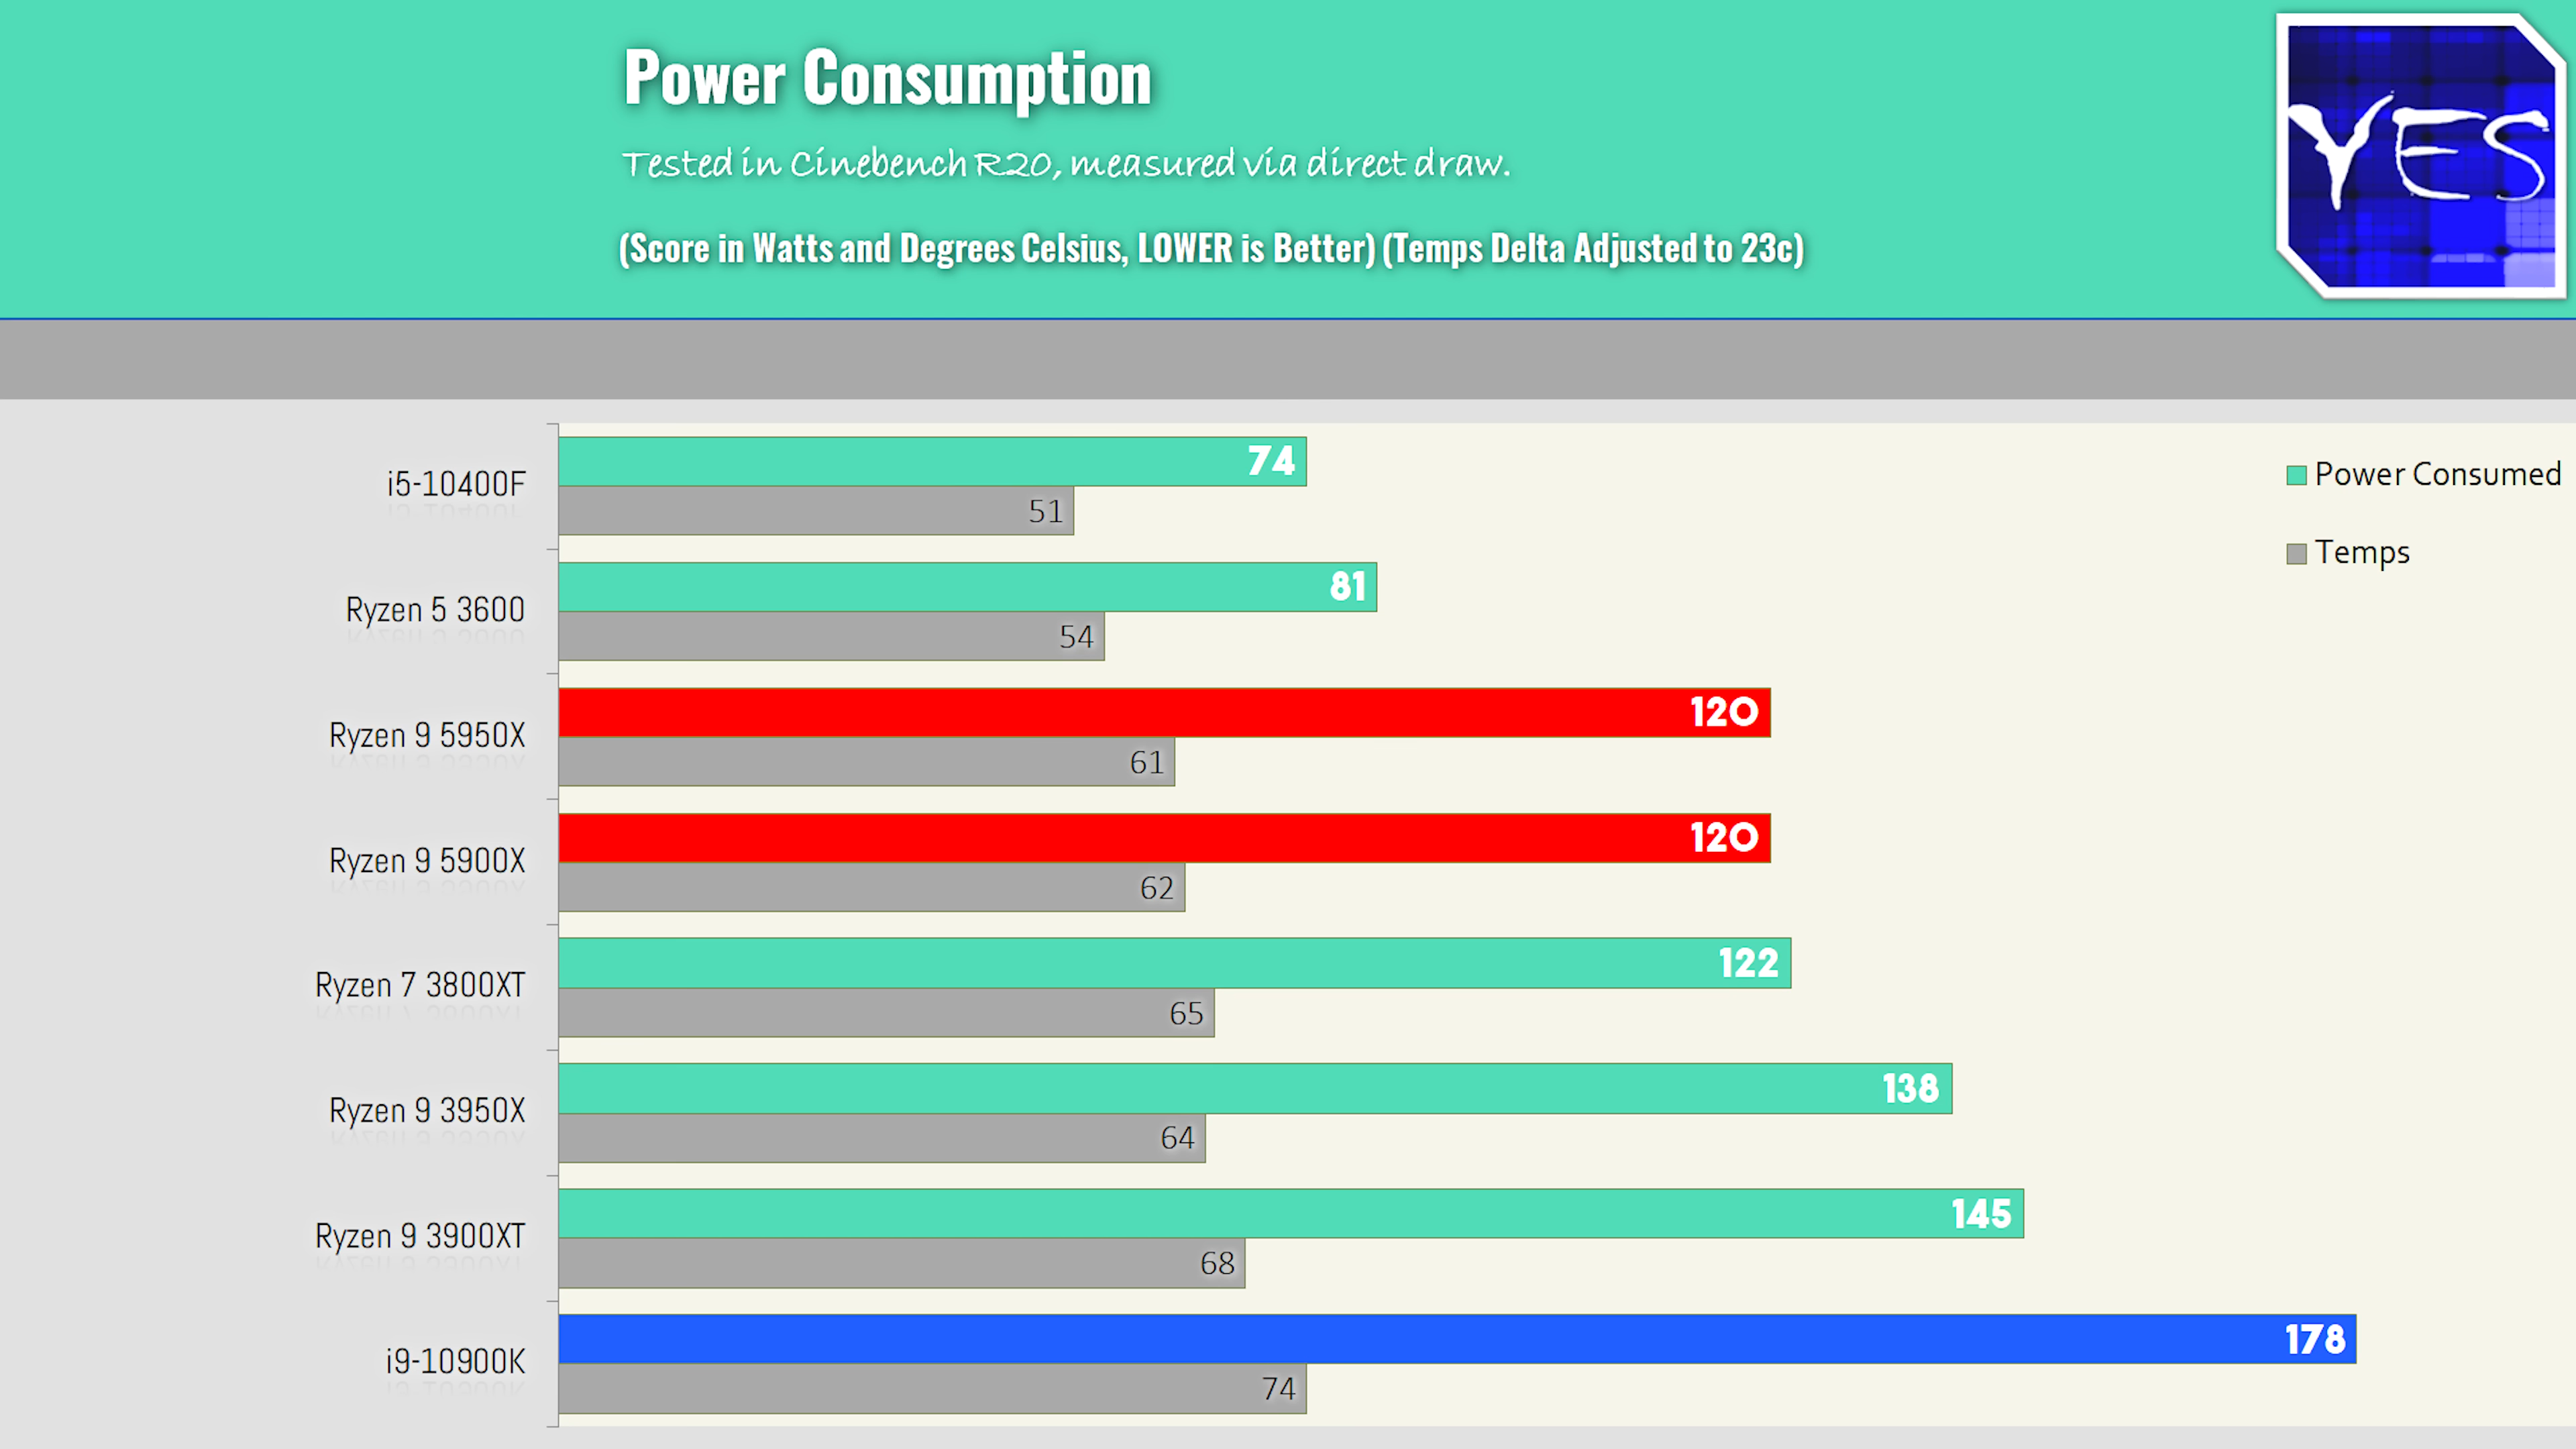 Power Consumption
YES
Tested in Cinebench R20, measured via direct draw.
(Score in Watts and Degrees Celsius, LOWER is Better) (Temps Delta Adjusted to 23c)
Power Consumed
Temps
i5-10400F
74
51
Ryzen 5 3600
81
54
Ryzen 9 5950X
120
61
Ryzen 9 5900X
120
62
Ryzen 7 3800XT
122
65
Ryzen 9 3950X
138
64
Ryzen 9 3900XT
145
68
i9-10900K
178
74